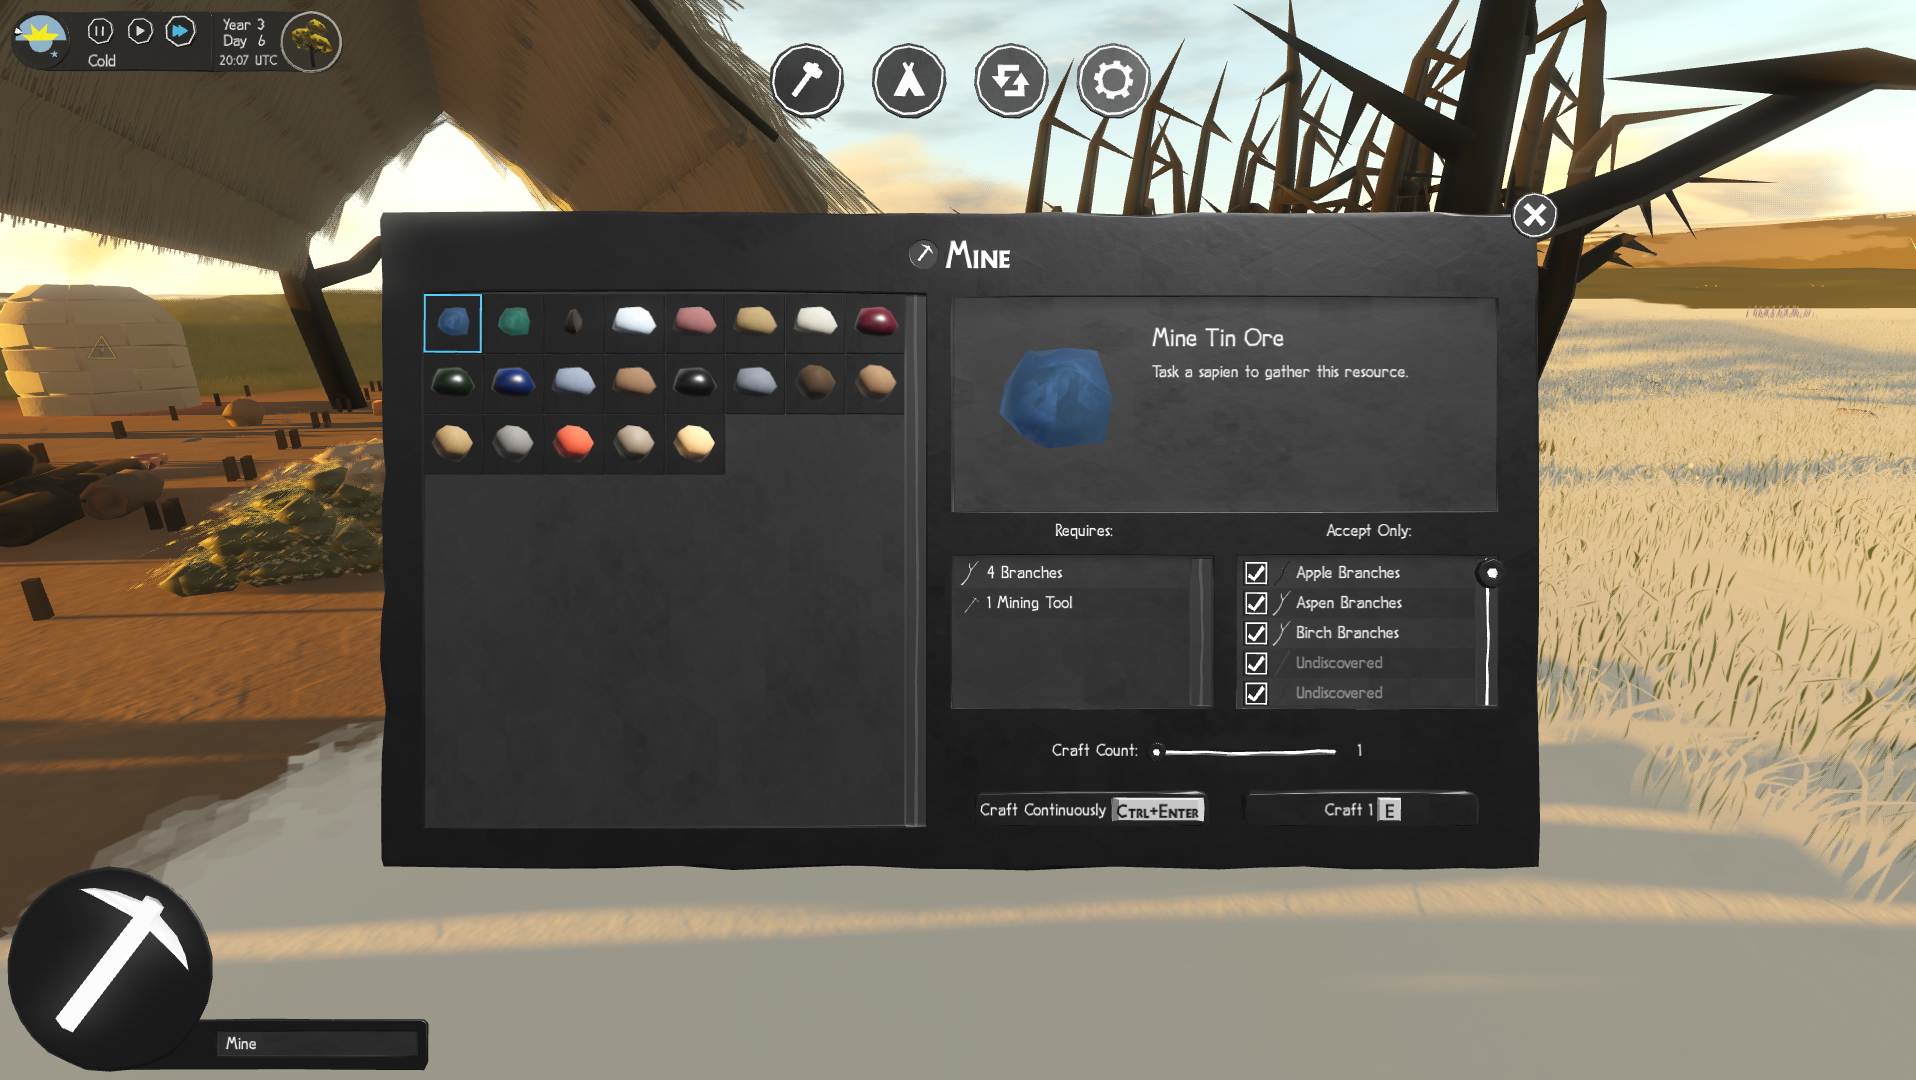 Year 3
Day 6
20:07 UTC
Cold
Mine
Mine Tin Ore
Task a sapien to gather this resource.
Requires:
4 Branches
1 Mining Tool
Accept Only:
Apple Branches
Aspen Branches
Birch Branches
Undiscovered
Undiscovered
Craft Count: 1
Craft Continuously Ctrl+Enter
Craft 1 E
Mine